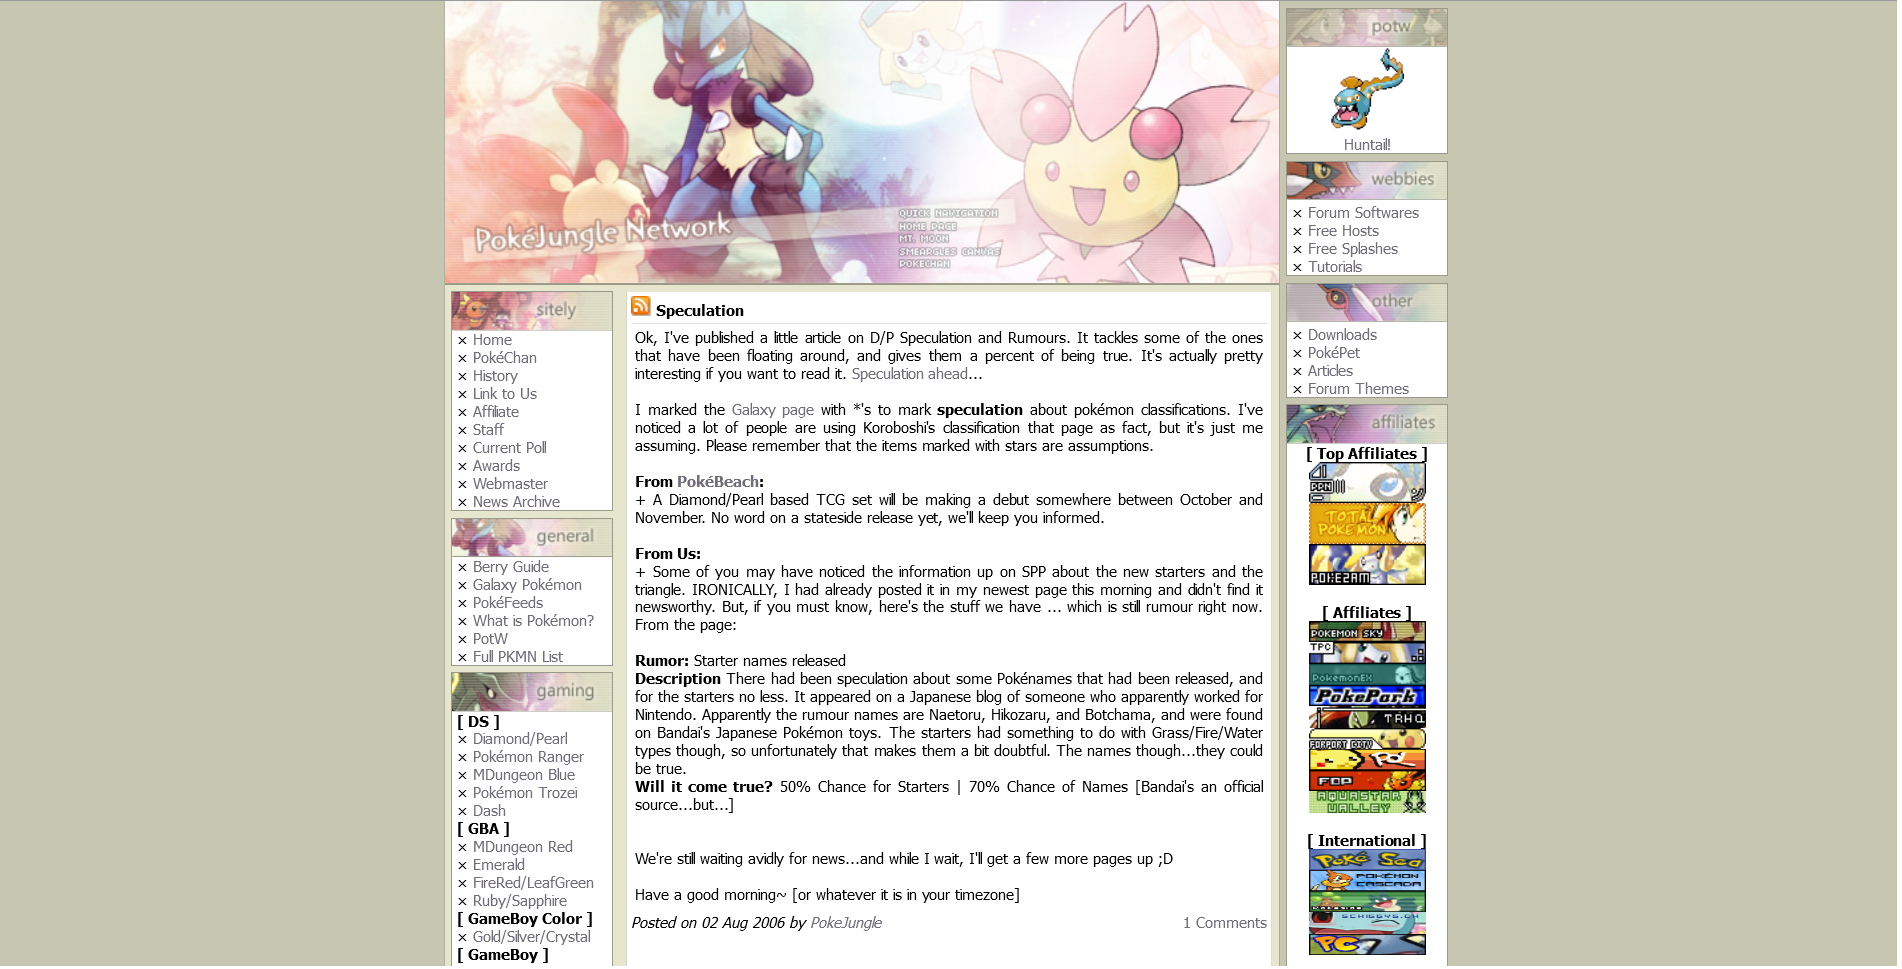 PokéJungle Network
QUICK NAVIGATION
HOME PAGE
MT. MOON
SMEARGLES CANVAS
POKECHAN
sitely
× Home
× PokéChan
× History
× Link to Us
× Affiliate
× Staff
× Current Poll
× Awards
× Webmaster
× News Archive
general
× Berry Guide
× Galaxy Pokémon
× PokéFeeds
× What is Pokémon?
× PotW
× Full PKMN List
gaming
[ DS ]
× Diamond/Pearl
× Pokémon Ranger
× MDungeon Blue
× Pokémon Trozei
× Dash
[ GBA ]
× MDungeon Red
× Emerald
× FireRed/LeafGreen
× Ruby/Sapphire
[ GameBoy Color ]
× Gold/Silver/Crystal
[ GameBoy ]
Speculation
Ok, I've published a little article on D/P Speculation and Rumours. It tackles some of the ones
that have been floating around, and gives them a percent of being true. It's actually pretty
interesting if you want to read it. Speculation ahead...
I marked the Galaxy page with *'s to mark speculation about pokémon classifications. I've
noticed a lot of people are using Koroboshi's classification that page as fact, but it's just me
assuming. Please remember that the items marked with stars are assumptions.
From PokéBeach:
+ A Diamond/Pearl based TCG set will be making a debut somewhere between October and
November. No word on a stateside release yet, we'll keep you informed.
From Us:
+ Some of you may have noticed the information up on SPP about the new starters and the
triangle. IRONICALLY, I had already posted it in my newest page this morning and didn't find it
newsworthy. But, if you must know, here's the stuff we have ... which is still rumour right now.
From the page:
Rumor: Starter names released
Description There had been speculation about some Pokénames that had been released, and
for the starters no less. It appeared on a Japanese blog of someone who apparently worked for
Nintendo. Apparently the rumour names are Naetoru, Hikozaru, and Botchama, and were found
on Bandai's Japanese Pokémon toys. The starters had something to do with Grass/Fire/Water
types though, so unfortunately that makes them a bit doubtful. The names though...they could
be true.
Will it come true? 50% Chance for Starters | 70% Chance of Names [Bandai's an official
source...but...]
We're still waiting avidly for news...and while I wait, I'll get a few more pages up ;D
Have a good morning~ [or whatever it is in your timezone]
Posted on 02 Aug 2006 by PokeJungle
1 Comments
potw
Huntail!
webbies
× Forum Softwares
× Free Hosts
× Free Splashes
× Tutorials
other
× Downloads
× PokéPet
× Articles
× Forum Themes
affiliates
[ Top Affiliates ]
PPN
TOTAL
POKEMON
POKEZAM
[ Affiliates ]
POKEMON SKY
TPC
PokemonEX
PokePark
TRHQ
FORPORT CITY
FOP
AQUASTAR
VALLEY
[ International ]
Poké Sea
POKÉMON
CASCADA
SCHIGGYS.CH
PC